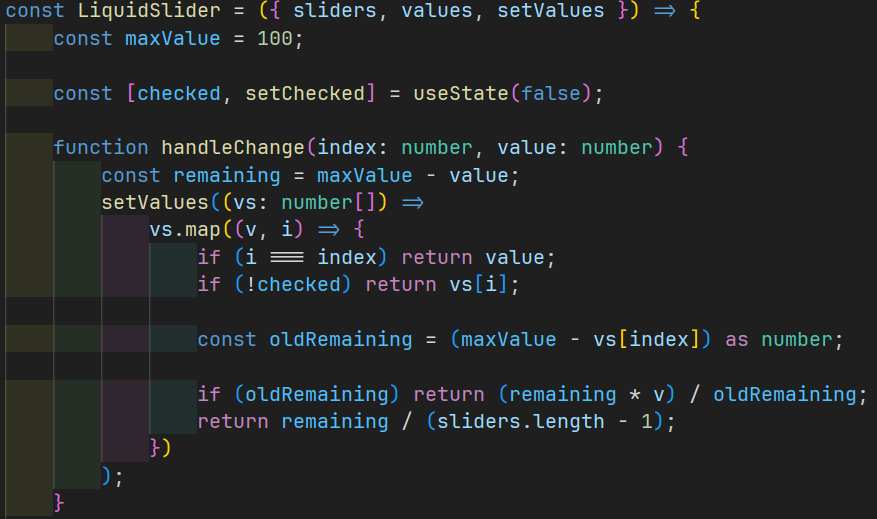 const LiquidSlider = ({ sliders, values, setValues }) => {
    const maxValue = 100;

    const [checked, setChecked] = useState(false);

    function handleChange(index: number, value: number) {
        const remaining = maxValue - value;
        setValues((vs: number[]) =>
            vs.map((v, i) => {
                if (i === index) return value;
                if (!checked) return vs[i];

                const oldRemaining = (maxValue - vs[index]) as number;

                if (oldRemaining) return (remaining * v) / oldRemaining;
                return remaining / (sliders.length - 1);
            })
        );
    }